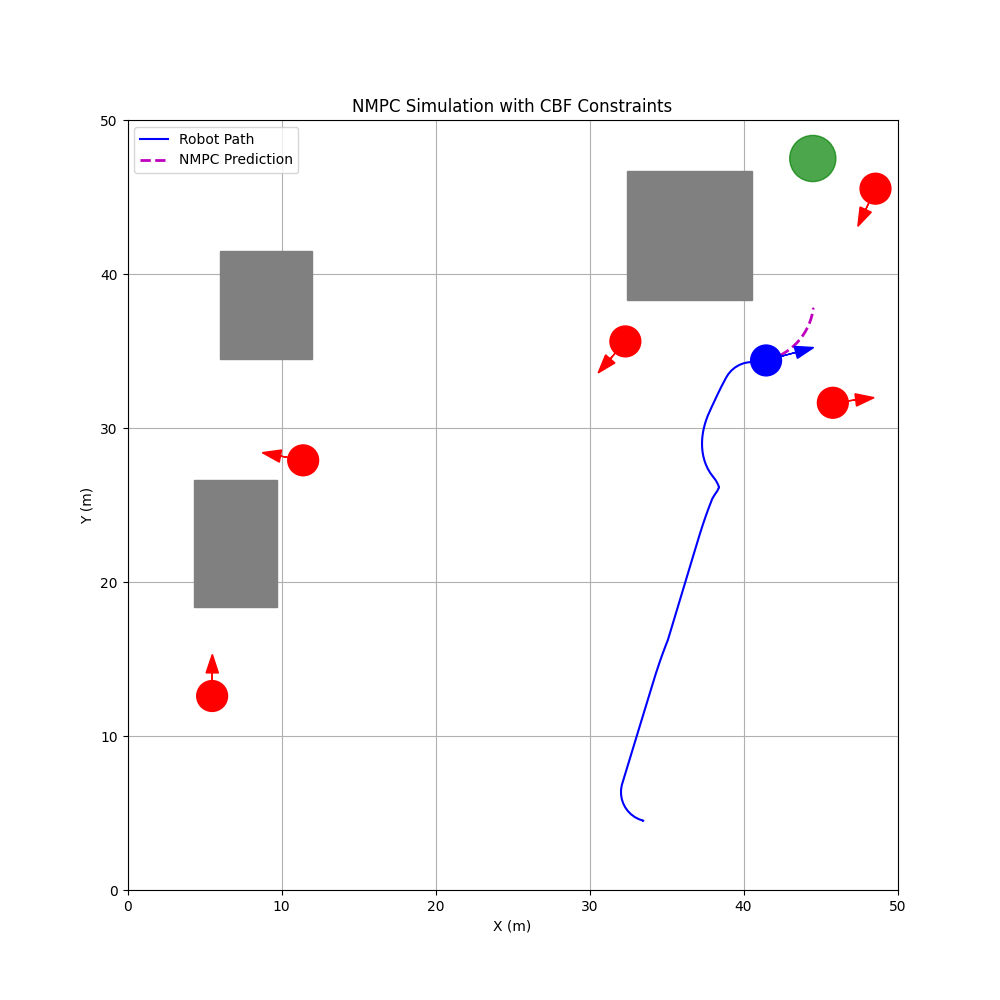 NMPC Simulation with CBF Constraints
Robot Path
NMPC Prediction
50
40
30
20
10
0
Y (m)
0 10 20 30 40 50
X (m)